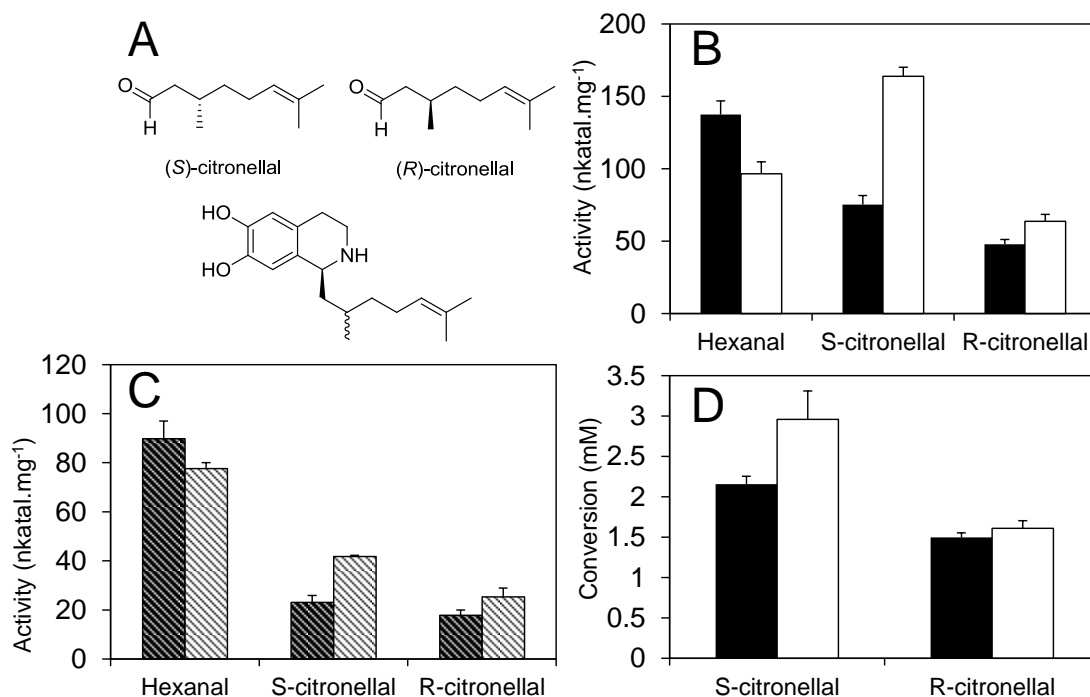 A
O
H
(S)-citronellal
O
H
(R)-citronellal
HO
HO
NH
B
Activity (nkatal.mg-1)
200
150
100
50
0
Hexanal S-citronellal R-citronellal
C
Activity (nkatal.mg-1)
120
100
80
60
40
20
0
Hexanal S-citronellal R-citronellal
D
Conversion (mM)
3.5
3
2.5
2
1.5
1
0.5
0
S-citronellal R-citronellal